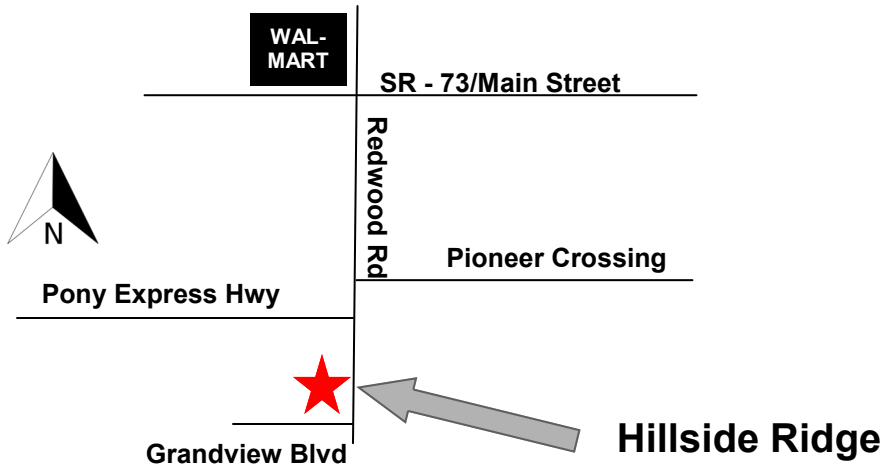 WAL-
MART
SR - 73/Main Street
Redwood Rd
N
Pioneer Crossing
Pony Express Hwy
Hillside Ridge
Grandview Blvd